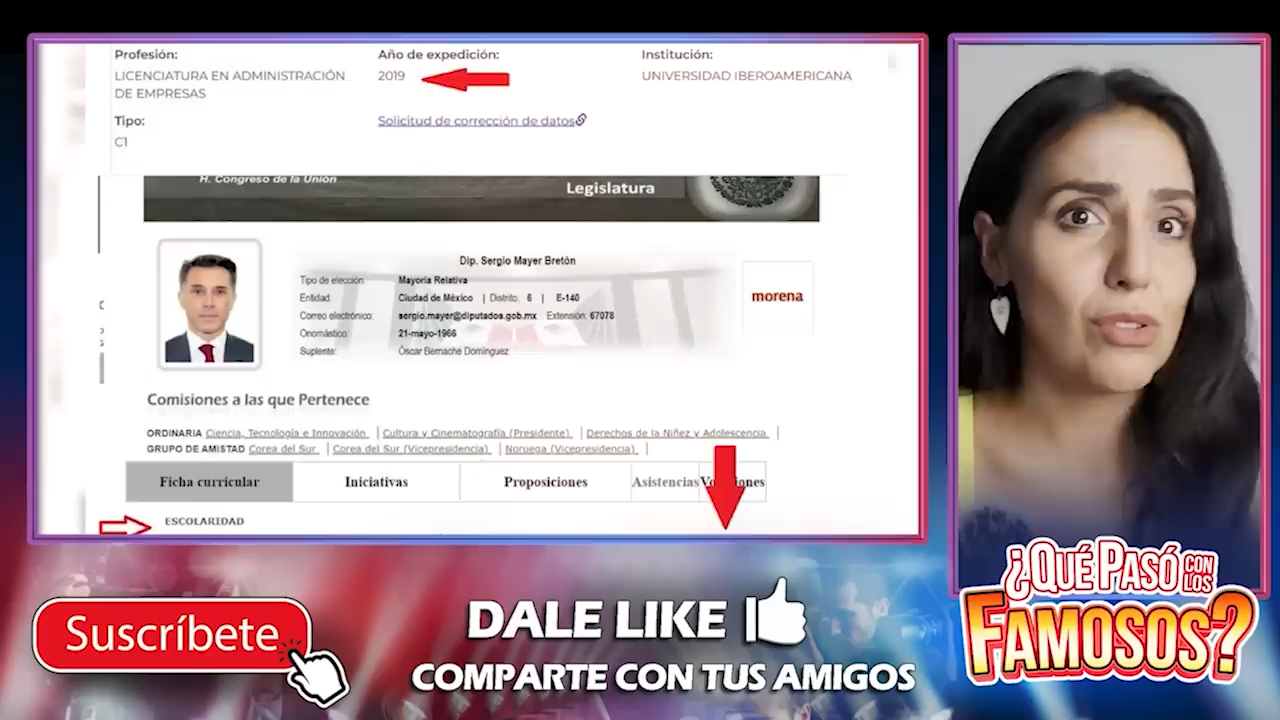 Profesión:
Año de expedición:
Institución:
LICENCIATURA EN ADMINISTRACIÓN
DE EMPRESAS
2019
UNIVERSIDAD IBEROAMERICANA
Tipo:
C1
Solicitud de corrección de datos
H. Congreso de la Unión
Legislatura
Dip. Sergio Mayer Bretón
Tipo de elección: Mayoría Relativa
Entidad: Ciudad de México | Distrito: 6 | E-140
Correo electrónico: sergio.mayer@diputados.gob.mx Extensión: 67078
Onomástico: 21-mayo-1966
Suplente: Óscar Bernache Domínguez
morena
Comisiones a las que Pertenece
ORDINARIA Ciencia, Tecnología e Innovación | Cultura y Cinematografía (Presidente) | Derechos de la Niñez y Adolescencia |
GRUPO DE AMISTAD Corea del Sur | Corea del Sur (Vicepresidencia) | Noruega (Vicepresidencia) |
Ficha curricular Iniciativas Proposiciones Asistencias
ESCOLARIDAD
Suscríbete
DALE LIKE
COMPARTE CON TUS AMIGOS
¿QUÉ PASÓ CON LOS
FAMOSOS?